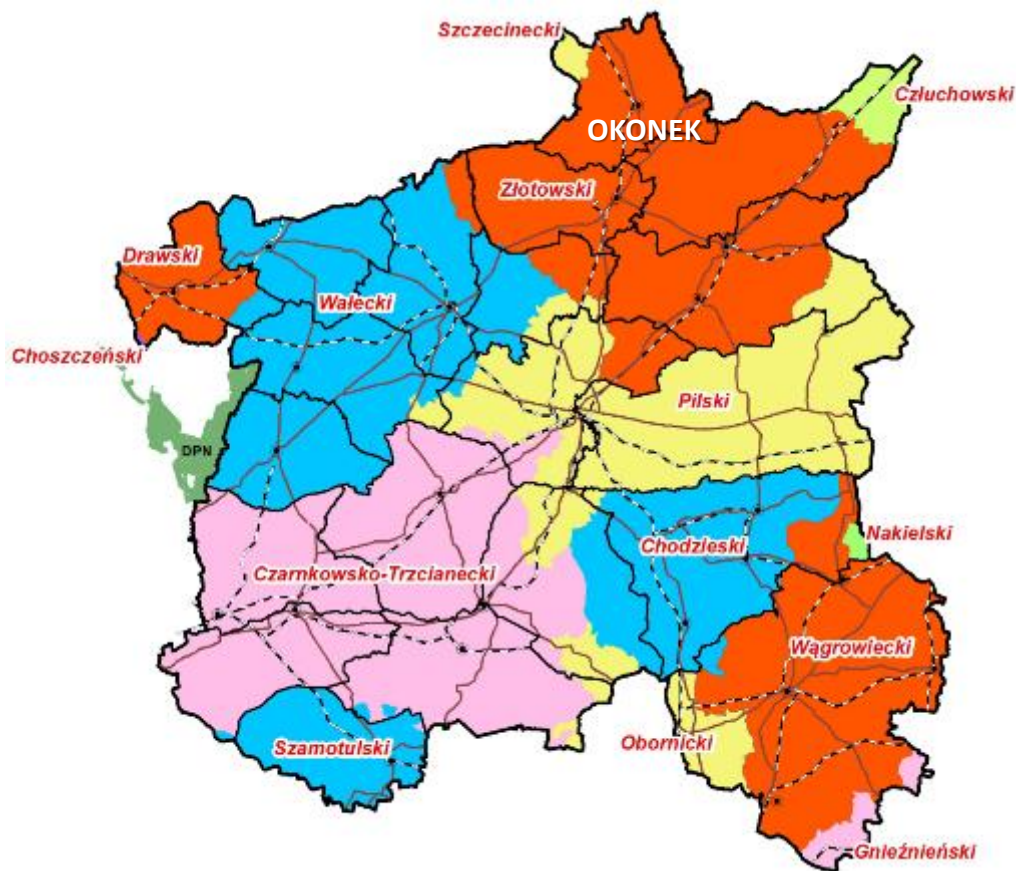 Szczecinecki
Człuchowski
OKONEK
Złotowski
Drawski
Wałecki
Choszczeński
Pilski
DPN
Nakielski
Chodzieski
Czarnkowsko-Trzcianecki
Wągrowiecki
Obornicki
Szamotulski
Gnieźnieński